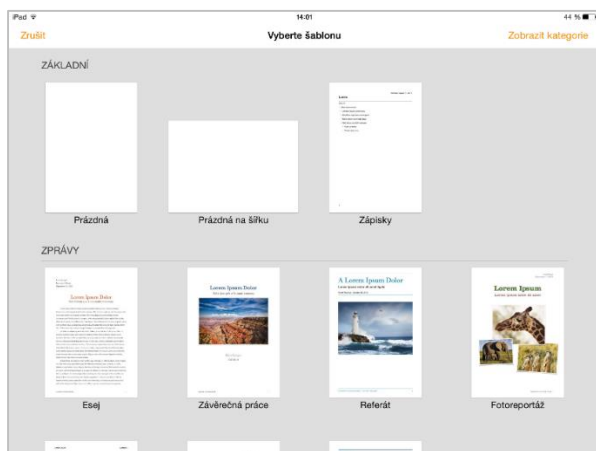 iPad 14:01 44 %
Zrušit Vyberte šablonu Zobrazit kategorie
ZÁKLADNÍ
Prázdná Prázdná na šířku Zápisky
ZPRÁVY
Lorem Ipsum Dolor
A Lorem Ipsum Dolor
Lorem Ipsum Dolor
Lorem Ipsum
Esej Závěrečná práce Referát Fotoreportáž